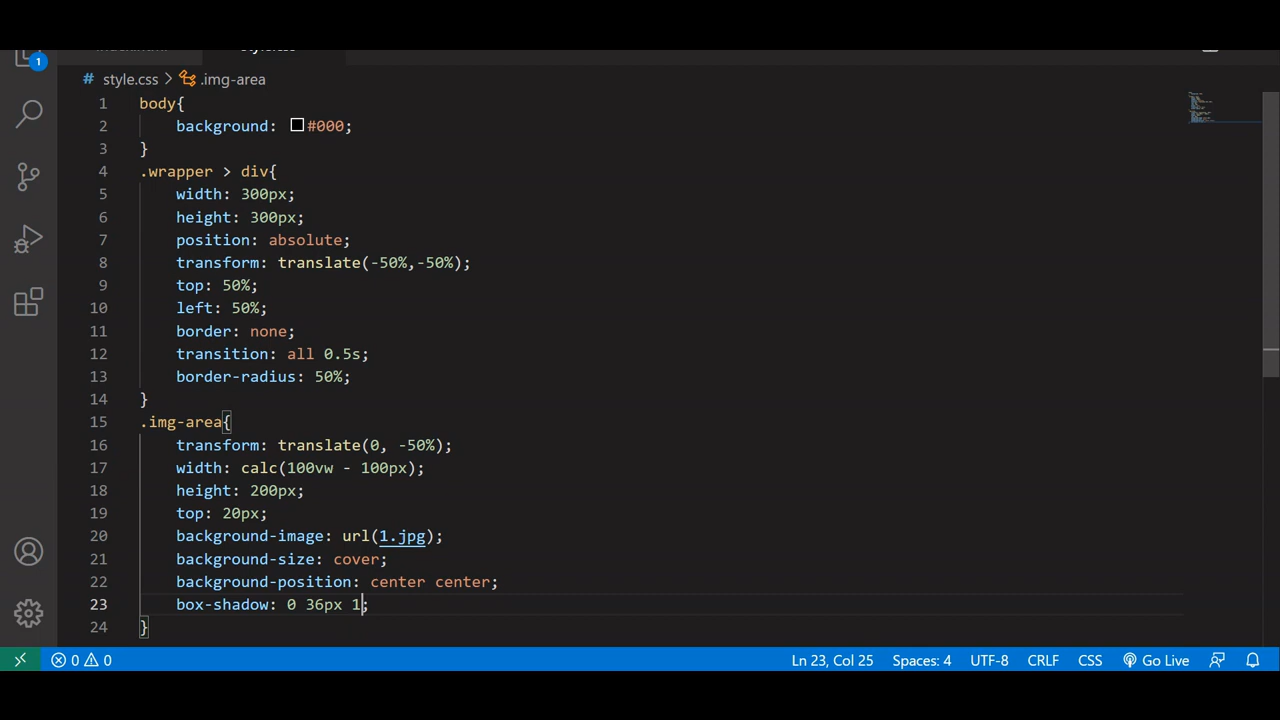 style.css
1
# style.css > .img-area
1 body{
2 background: #000;
3 }
4 .wrapper > div{
5 width: 300px;
6 height: 300px;
7 position: absolute;
8 transform: translate(-50%,-50%);
9 top: 50%;
10 left: 50%;
11 border: none;
12 transition: all 0.5s;
13 border-radius: 50%;
14 }
15 .img-area{
16 transform: translate(0, -50%);
17 width: calc(100vw - 100px);
18 height: 200px;
19 top: 20px;
20 background-image: url(1.jpg);
21 background-size: cover;
22 background-position: center center;
23 box-shadow: 0 36px 1;
24 }
0 0 Ln 23, Col 25 Spaces: 4 UTF-8 CRLF CSS Go Live